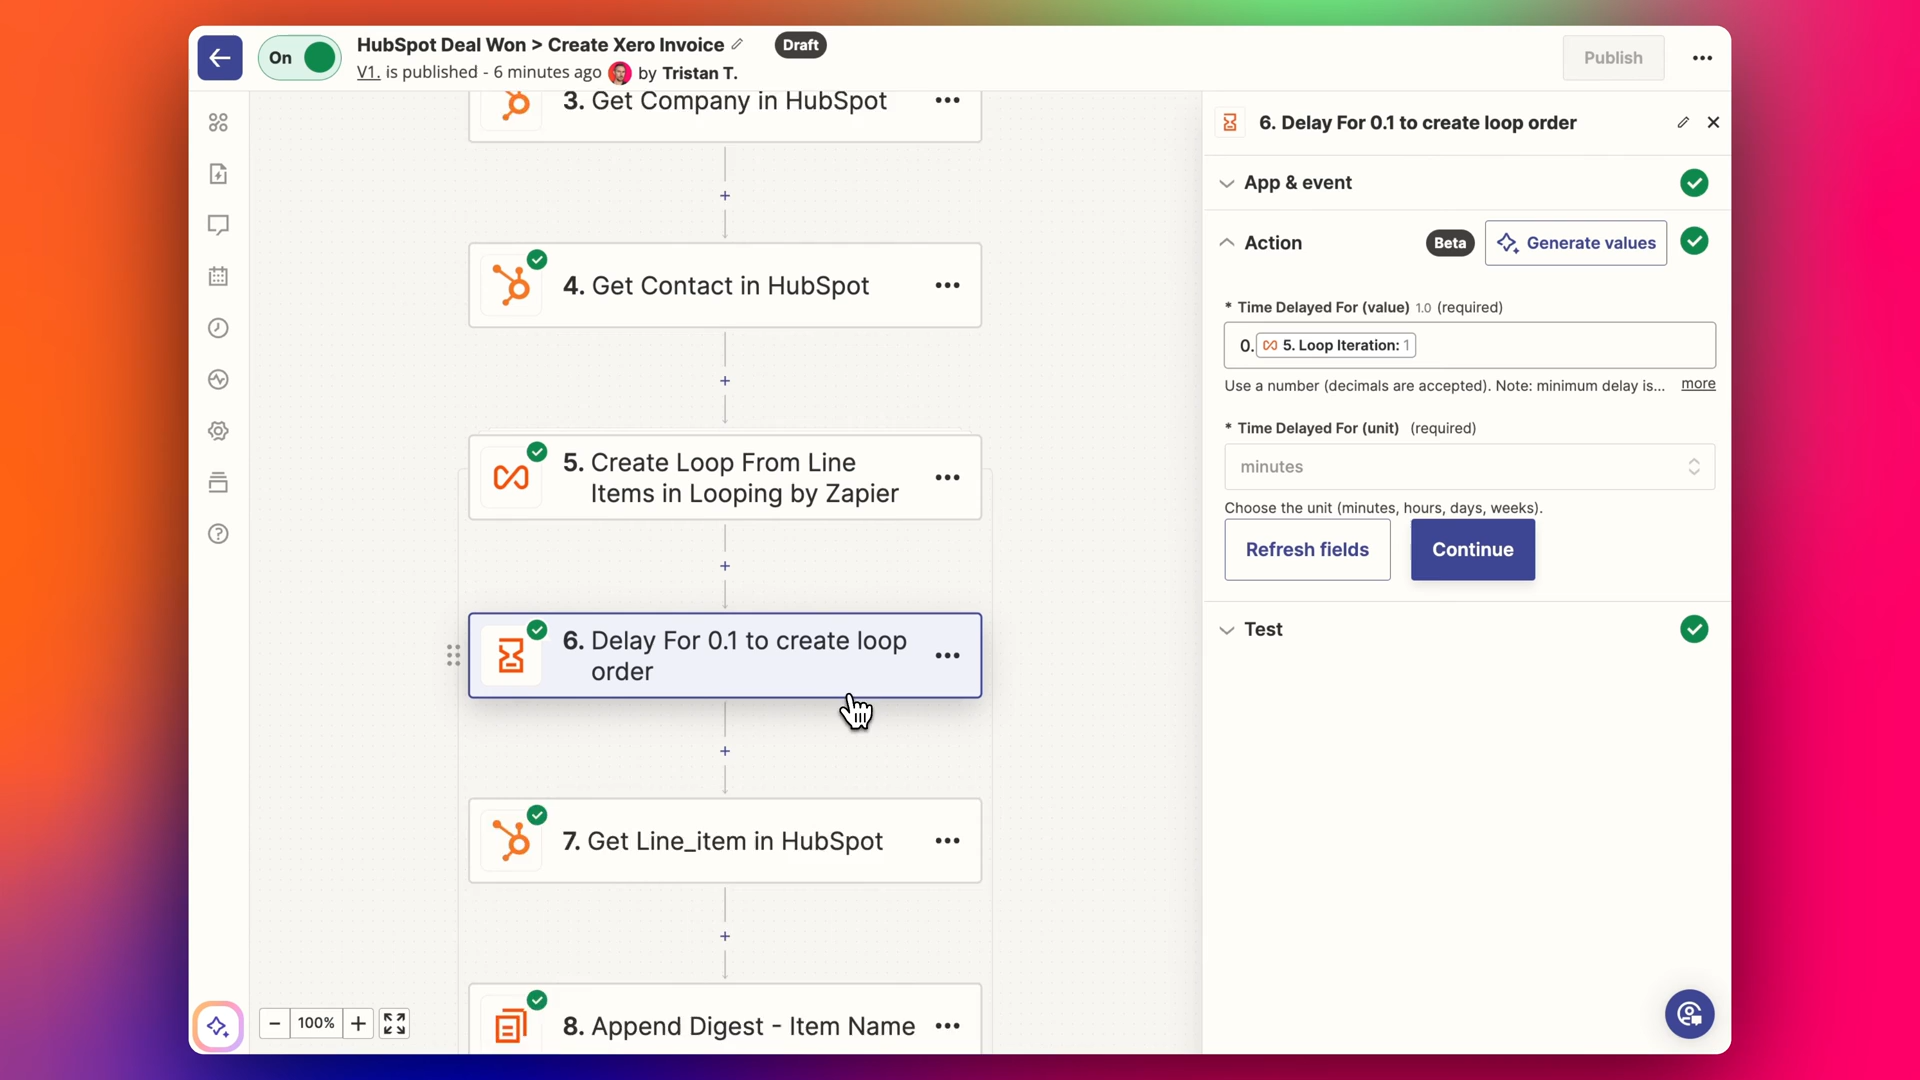 On
HubSpot Deal Won > Create Xero Invoice
Draft
V1. is published - 6 minutes ago by Tristan T.
Publish
3. Get Company in HubSpot
4. Get Contact in HubSpot
5. Create Loop From Line
Items in Looping by Zapier
6. Delay For 0.1 to create loop
order
7. Get Line_item in HubSpot
8. Append Digest - Item Name
100%
6. Delay For 0.1 to create loop order
App & event
Action
Beta
Generate values
* Time Delayed For (value) 1.0 (required)
0. 5. Loop Iteration: 1
Use a number (decimals are accepted). Note: minimum delay is... more
* Time Delayed For (unit) (required)
minutes
Choose the unit (minutes, hours, days, weeks).
Refresh fields
Continue
Test